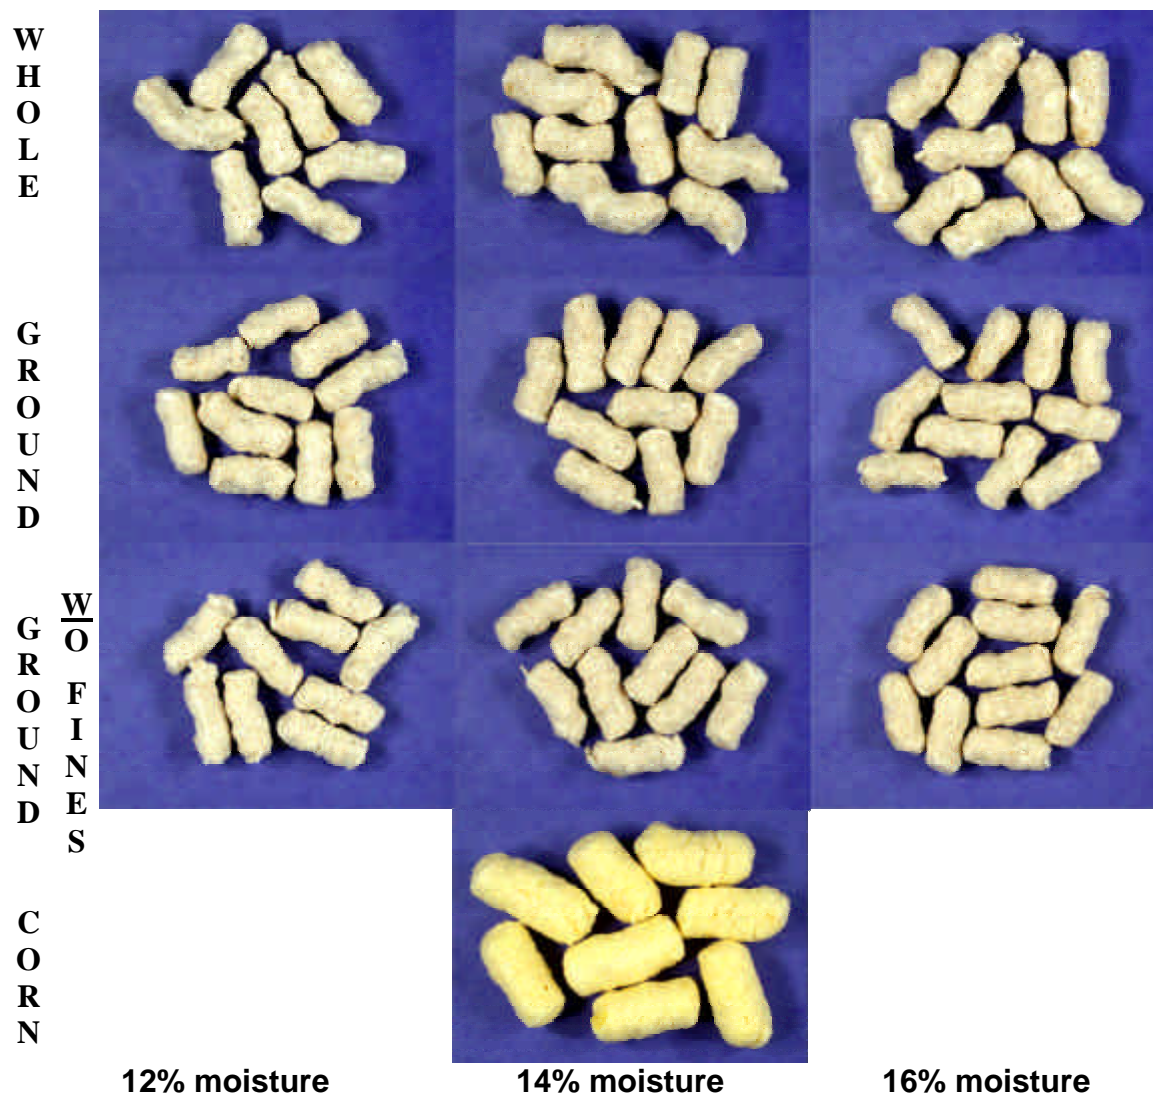 WHOLE
GROUND
GROUND
W/O FINES
CORN
12% moisture
14% moisture
16% moisture